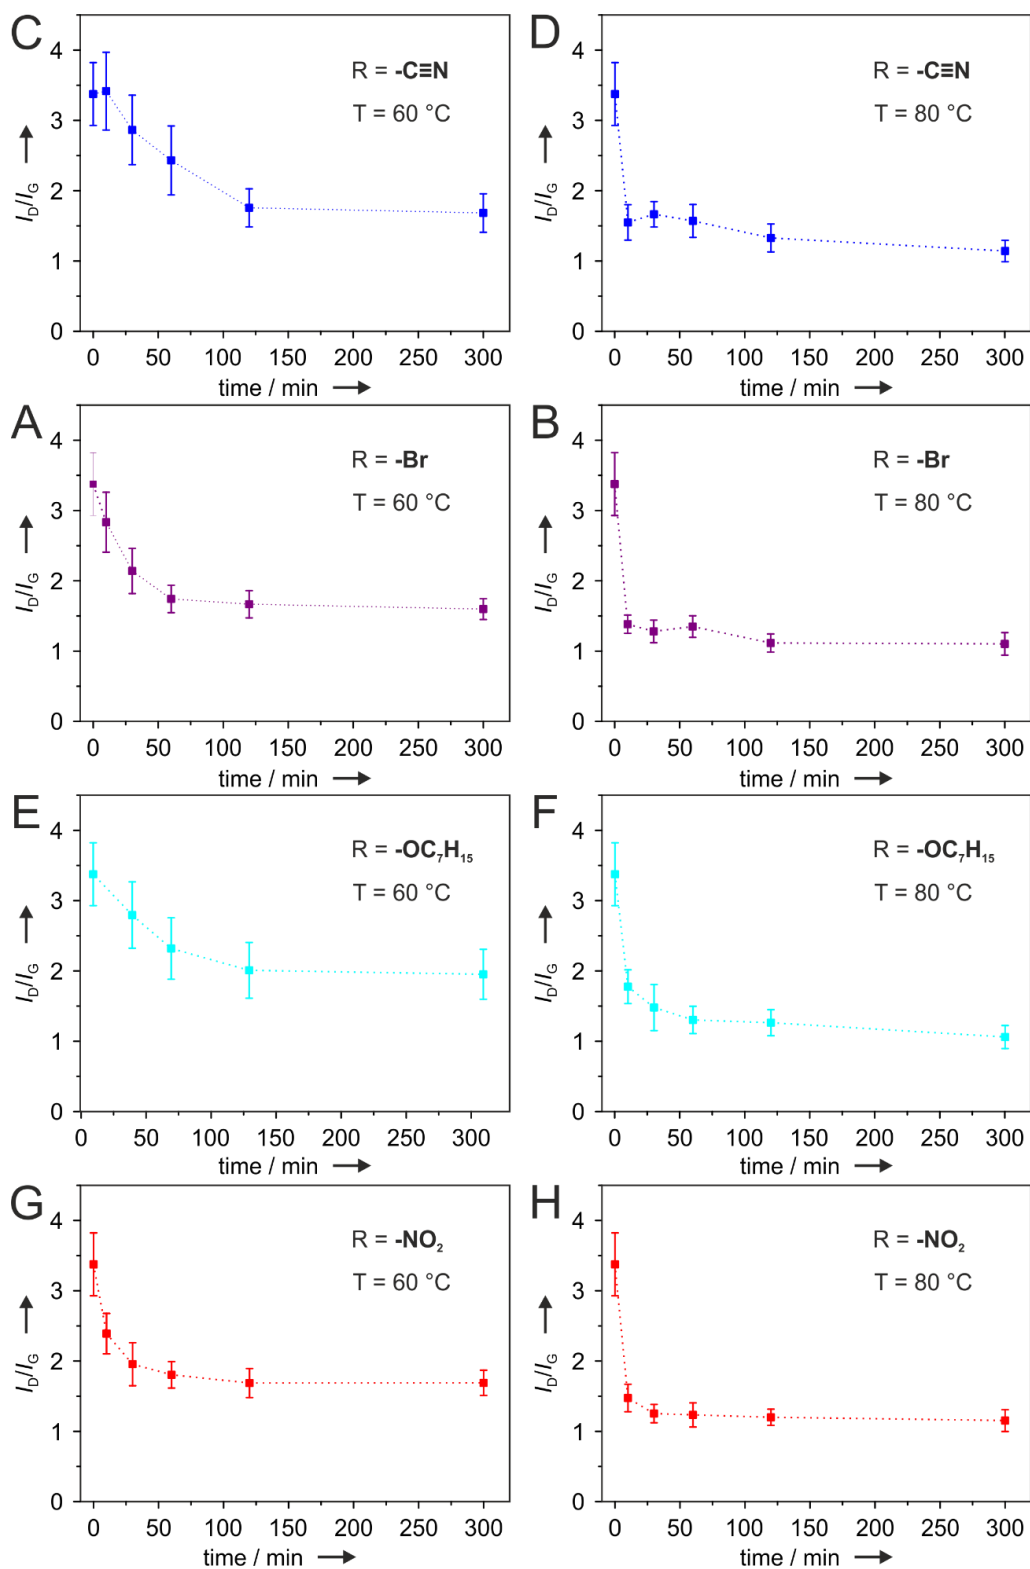 C
4
3
2
1
0
I_D/I_G
R = -C≡N
T = 60 °C
0 50 100 150 200 250 300
time / min
D
4
3
2
1
0
I_D/I_G
R = -C≡N
T = 80 °C
0 50 100 150 200 250 300
time / min
A
4
3
2
1
0
I_D/I_G
R = -Br
T = 60 °C
0 50 100 150 200 250 300
time / min
B
4
3
2
1
0
I_D/I_G
R = -Br
T = 80 °C
0 50 100 150 200 250 300
time / min
E
4
3
2
1
0
I_D/I_G
R = -OC₇H₁₅
T = 60 °C
0 50 100 150 200 250 300
time / min
F
4
3
2
1
0
I_D/I_G
R = -OC₇H₁₅
T = 80 °C
0 50 100 150 200 250 300
time / min
G
4
3
2
1
0
I_D/I_G
R = -NO₂
T = 60 °C
0 50 100 150 200 250 300
time / min
H
4
3
2
1
0
I_D/I_G
R = -NO₂
T = 80 °C
0 50 100 150 200 250 300
time / min